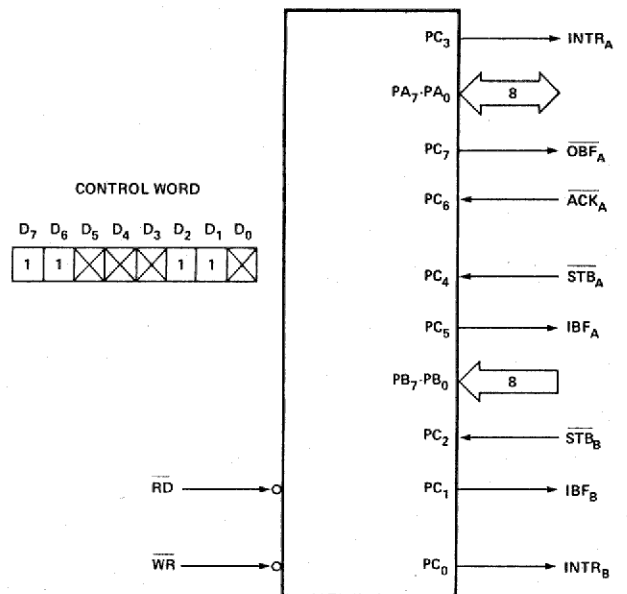 PC3 INTRA
PA7-PA0 8
PC7 OBFA
CONTROL WORD
PC6 ACKA
D7 D6 D5 D4 D3 D2 D1 D0
1 1 1 1
PC4 STBA
PC5 IBFA
PB7-PB0 8
PC2 STBB
RD PC1 IBFB
WR PC0 INTRB